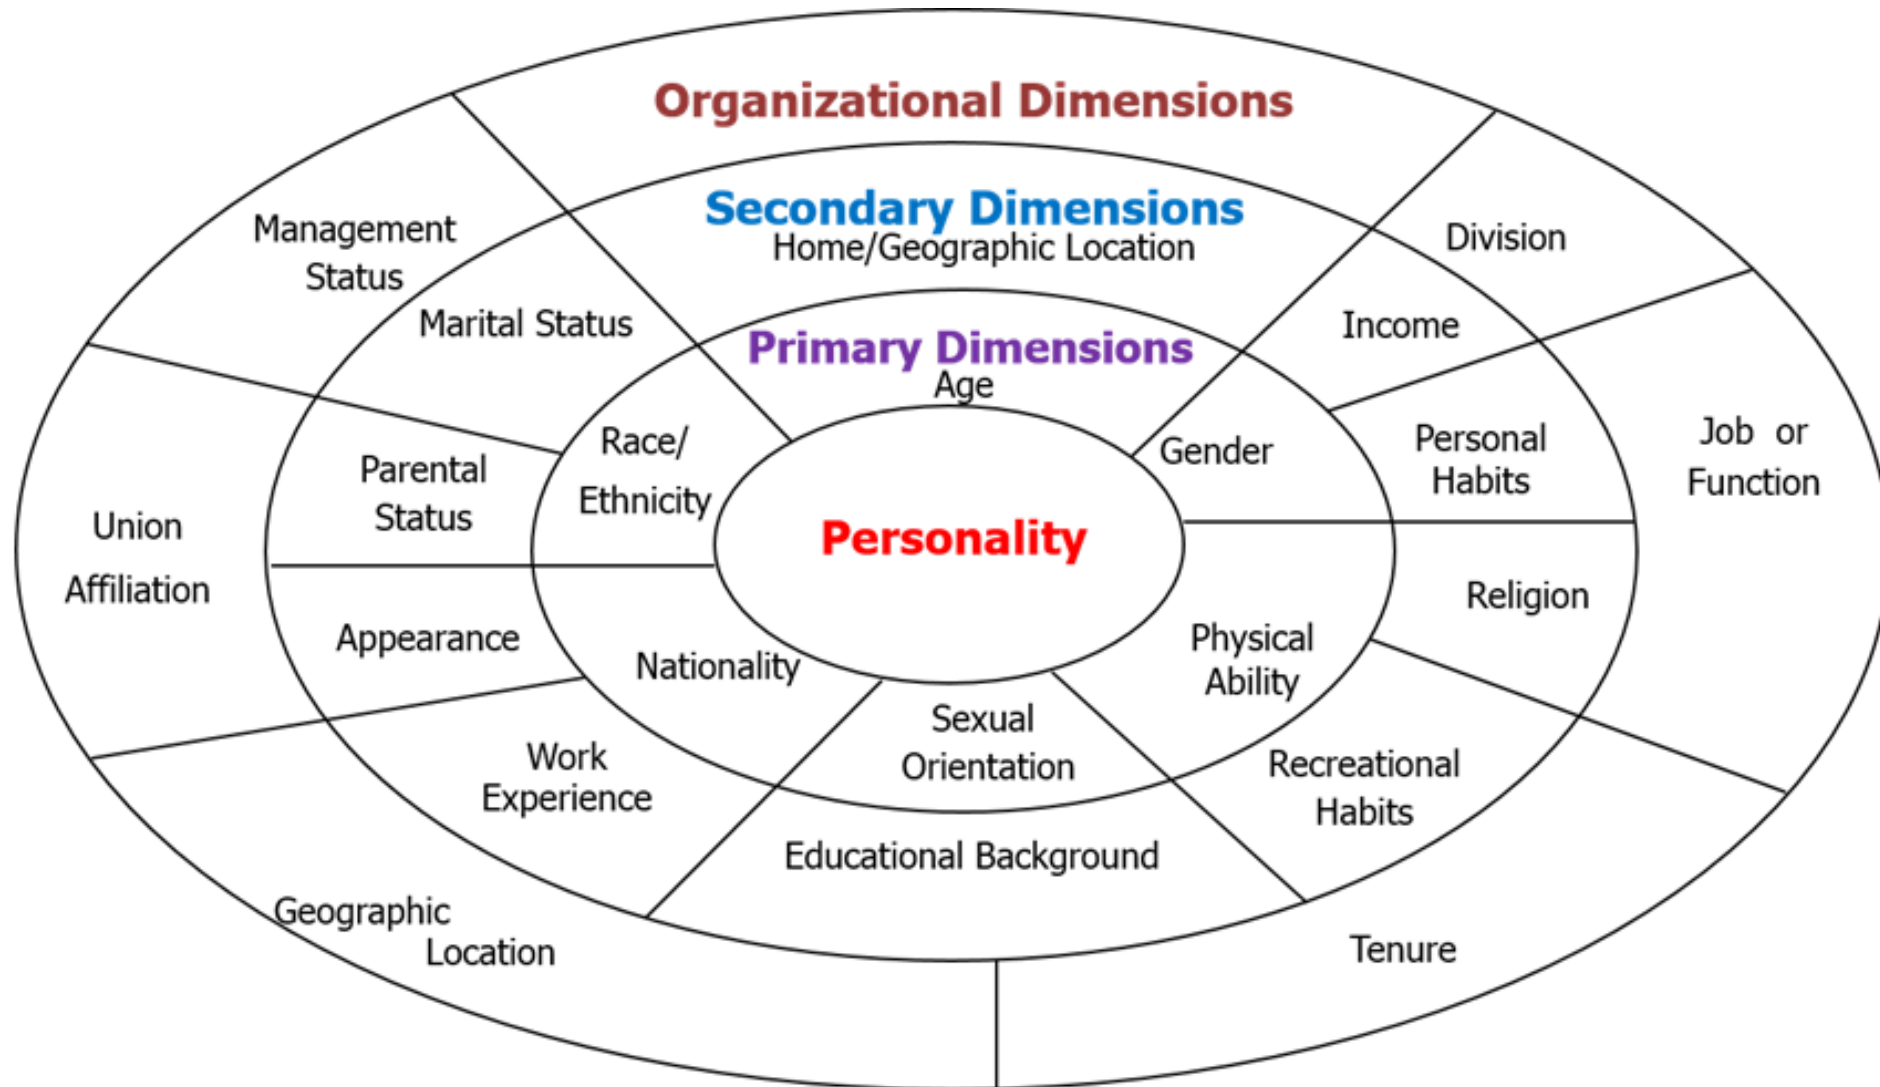 Organizational Dimensions
Secondary Dimensions
Home/Geographic Location
Primary Dimensions
Age
Management
Status
Division
Marital Status
Income
Race/
Ethnicity
Gender
Personal
Habits
Job or
Function
Parental
Status
Union
Affiliation
Personality
Religion
Appearance
Nationality
Physical
Ability
Sexual
Orientation
Work
Experience
Recreational
Habits
Educational Background
Geographic
Location
Tenure